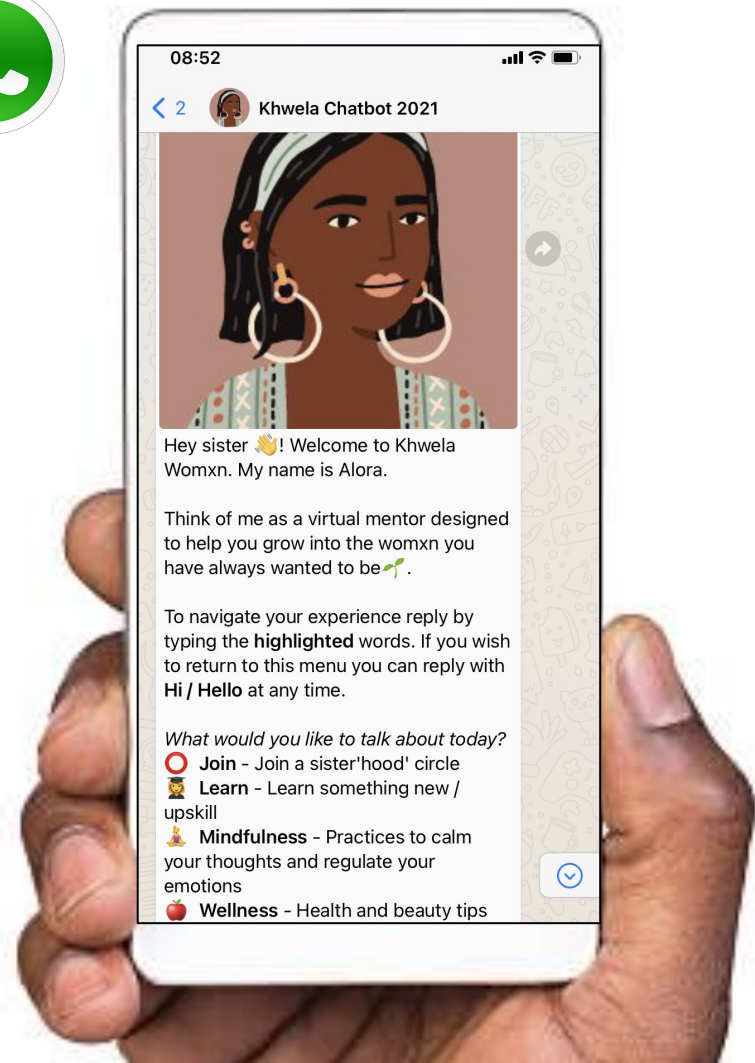 08:52
2 Khwela Chatbot 2021
Hey sister 👋! Welcome to Khwela
Womxn. My name is Alora.
Think of me as a virtual mentor designed
to help you grow into the womxn you
have always wanted to be🌱.
To navigate your experience reply by
typing the highlighted words. If you wish
to return to this menu you can reply with
Hi / Hello at any time.
What would you like to talk about today?
⭕ Join - Join a sister'hood' circle
👩‍🎓 Learn - Learn something new /
upskill
🧘‍♀️ Mindfulness - Practices to calm
your thoughts and regulate your
emotions
🍎 Wellness - Health and beauty tips